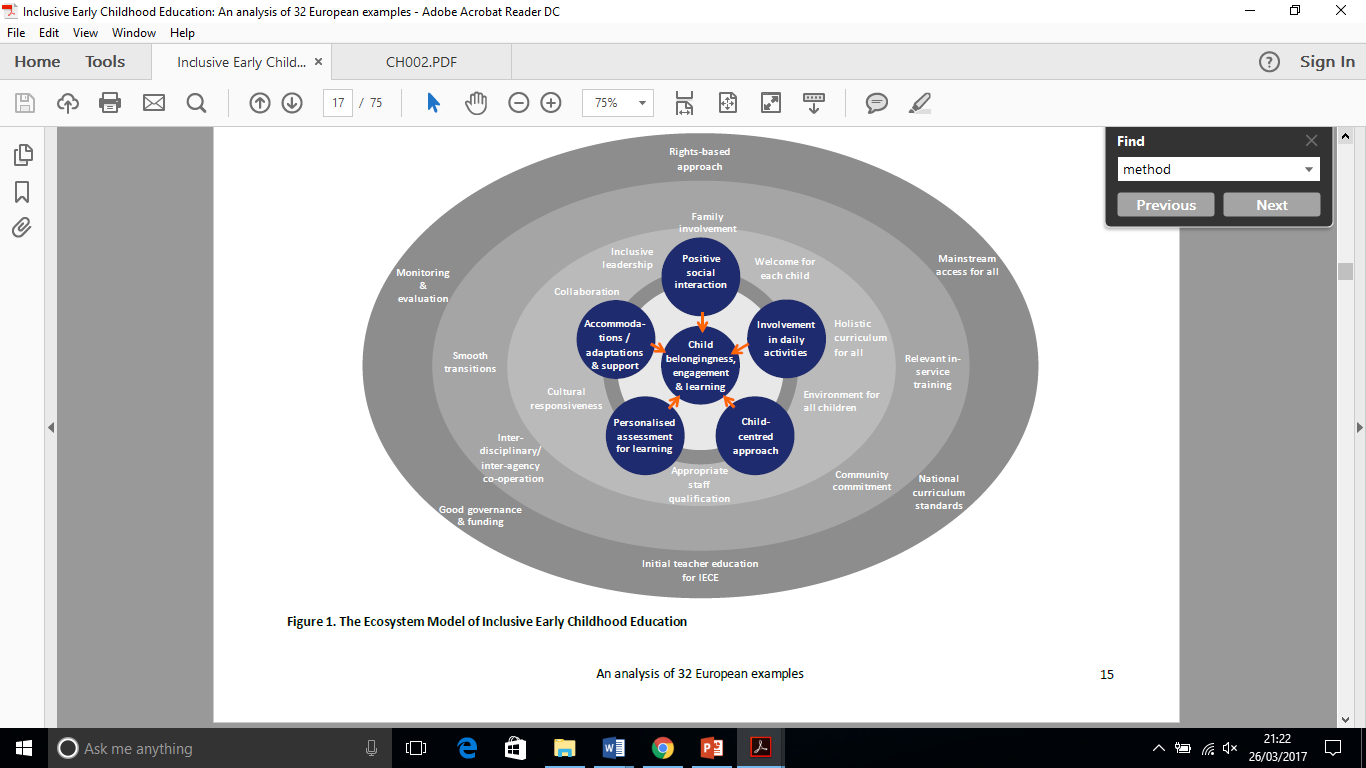 Inclusive Early Childhood Education: An analysis of 32 European examples - Adobe Acrobat Reader DC
File Edit View Window Help
Home Tools
Inclusive Early Child...
CH002.PDF
Sign In
17 / 75
75%
Find
method
Previous
Next
Rights-based
approach
Family
involvement
Inclusive
leadership
Positive
social
interaction
Welcome for
each child
Mainstream
access for all
Monitoring
&
evaluation
Collaboration
Accommoda-
tions /
adaptations
& support
Child
belongingness,
engagement
& learning
Involvement
in daily
activities
Holistic
curriculum
for all
Smooth
transitions
Relevant in-
service
training
Cultural
responsiveness
Environment for
all children
Personalised
assessment
for learning
Child-
centred
approach
Inter-
disciplinary/
inter-agency
co-operation
Appropriate
staff
qualification
Community
commitment
National
curriculum
standards
Good governance
& funding
Initial teacher education
for IECE
Figure 1. The Ecosystem Model of Inclusive Early Childhood Education
An analysis of 32 European examples
15
Ask me anything
21:22
26/03/2017